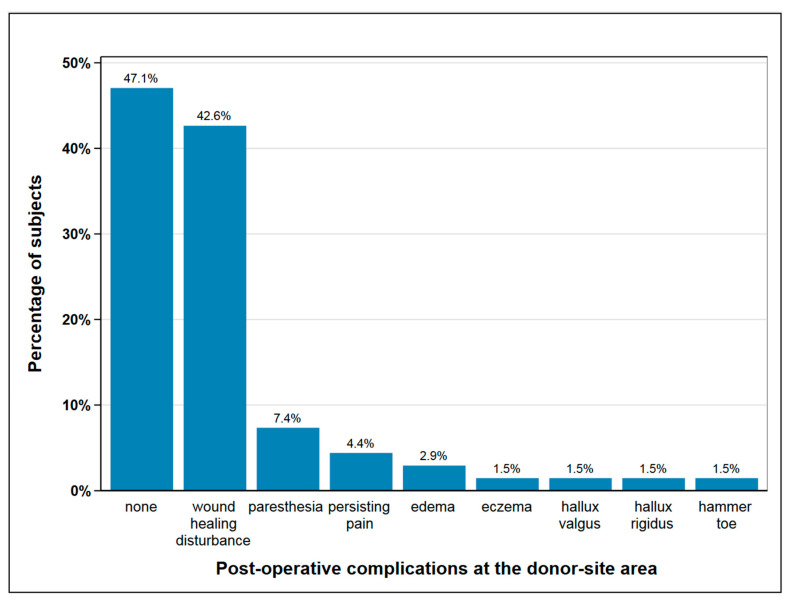 50%
40%
30%
20%
10%
0%
Percentage of subjects
47.1%
42.6%
7.4%
4.4%
2.9%
1.5%
1.5%
1.5%
1.5%
none
wound
healing
disturbance
paresthesia
persisting
pain
edema
eczema
hallux
valgus
hallux
rigidus
hammer
toe
Post-operative complications at the donor-site area